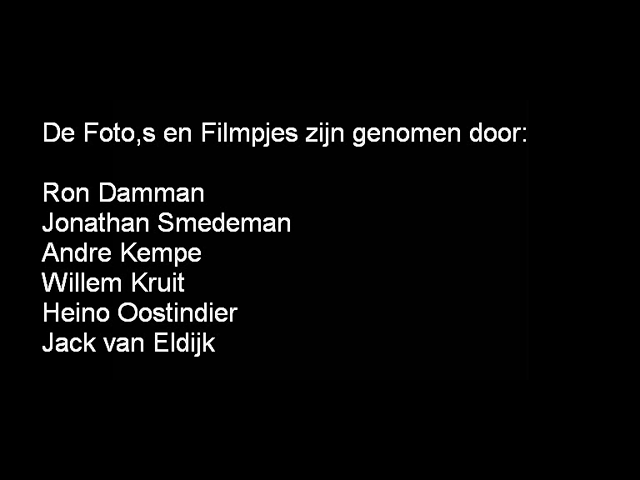 De Foto,s en Filmpjes zijn genomen door:
Ron Damman
Jonathan Smedeman
Andre Kempe
Willem Kruit
Heino Oostindier
Jack van Eldijk